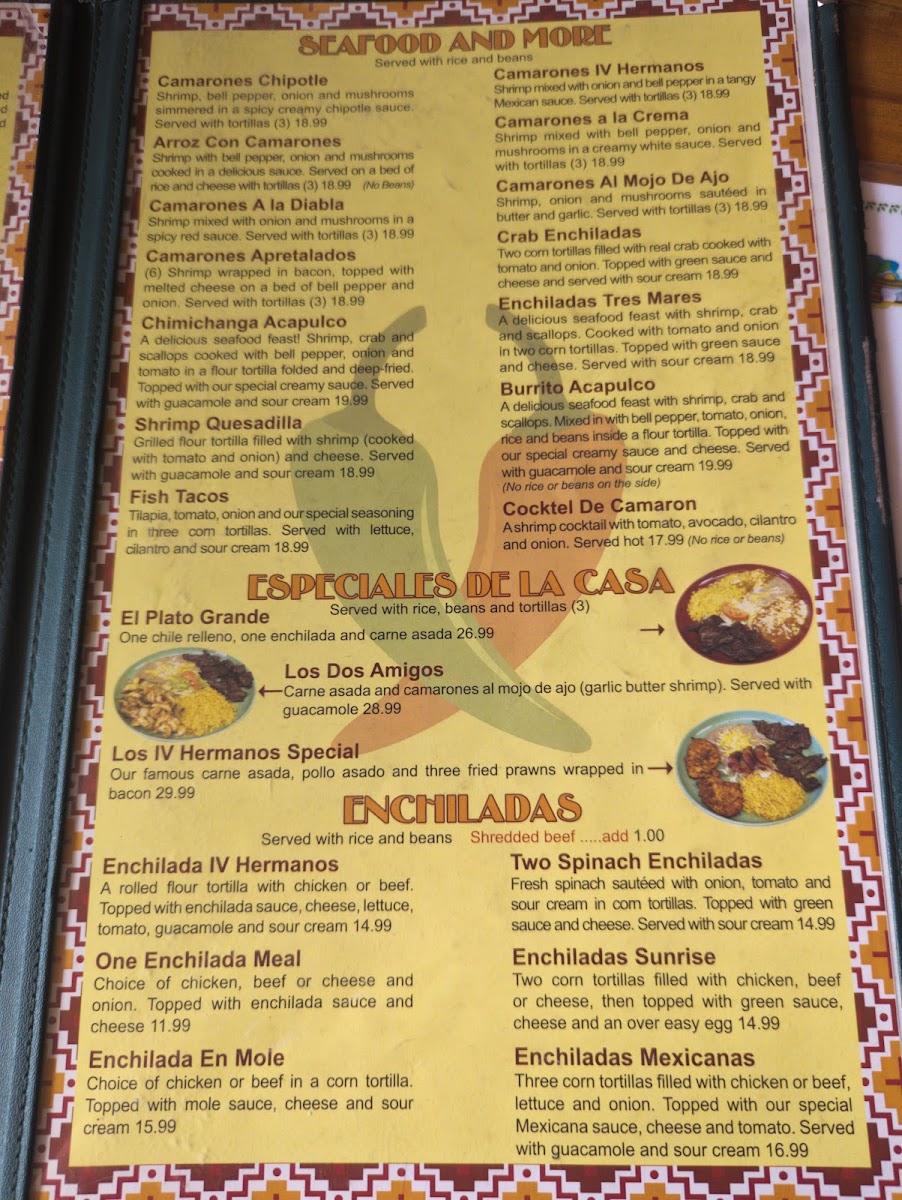 SEAFOOD AND MORE
Served with rice and beans
Camarones Chipotle
Shrimp, bell pepper, onion and mushrooms
simmered in a spicy creamy chipotle sauce.
Served with tortillas (3) 18.99
Arroz Con Camarones
Shrimp with bell pepper, onion and mushrooms
cooked in a delicious sauce. Served on a bed of
rice and cheese with tortillas (3) 18.99 (No Beans)
Camarones A la Diabla
Shrimp mixed with onion and mushrooms in a
spicy red sauce. Served with tortillas (3) 18.99
Camarones Apretalados
(6) Shrimp wrapped in bacon, topped with
melted cheese on a bed of bell pepper and
onion. Served with tortillas (3) 18.99
Chimichanga Acapulco
A delicious seafood feast! Shrimp, crab and
scallops cooked with bell pepper, onion and
tomato in a flour tortilla folded and deep-fried.
Topped with our special creamy sauce. Served
with guacamole and sour cream 19.99
Shrimp Quesadilla
Grilled flour tortilla filled with shrimp (cooked
with tomato and onion) and cheese. Served
with guacamole and sour cream 18.99
Fish Tacos
Tilapia, tomato, onion and our special seasoning
in three corn tortillas. Served with lettuce,
cilantro and sour cream 18.99
Camarones IV Hermanos
Shrimp mixed with onion and bell pepper in a tangy
Mexican sauce. Served with tortillas (3) 18.99
Camarones a la Crema
Shrimp mixed with bell pepper, onion and
mushrooms in a creamy white sauce. Served
with tortillas (3) 18.99
Camarones Al Mojo De Ajo
Shrimp, onion and mushrooms sautéed in
butter and garlic. Served with tortillas (3) 18.99
Crab Enchiladas
Two corn tortillas filled with real crab cooked with
tomato and onion. Topped with green sauce and
cheese and served with sour cream 18.99
Enchiladas Tres Mares
A delicious seafood feast with shrimp, crab
and scallops. Cooked with tomato and onion
in two corn tortillas. Topped with green sauce
and cheese. Served with sour cream 18.99
Burrito Acapulco
A delicious seafood feast with shrimp, crab and
scallops. Mixed in with bell pepper, tomato, onion,
rice and beans inside a flour tortilla. Topped with
our special creamy sauce and cheese. Served
with guacamole and sour cream 19.99
(No rice or beans on the side)
Cocktel De Camaron
A shrimp cocktail with tomato, avocado, cilantro
and onion. Served hot 17.99 (No rice or beans)
ESPECIALES DE LA CASA
Served with rice, beans and tortillas (3)
El Plato Grande
One chile relleno, one enchilada and carne asada 26.99
Los Dos Amigos
Carne asada and camarones al mojo de ajo (garlic butter shrimp). Served with
guacamole 28.99
Los IV Hermanos Special
Our famous carne asada, pollo asado and three fried prawns wrapped in
bacon 29.99
ENCHILADAS
Served with rice and beans Shredded beef .....add 1.00
Enchilada IV Hermanos
A rolled flour tortilla with chicken or beef.
Topped with enchilada sauce, cheese, lettuce,
tomato, guacamole and sour cream 14.99
One Enchilada Meal
Choice of chicken, beef or cheese and
onion. Topped with enchilada sauce and
cheese 11.99
Enchilada En Mole
Choice of chicken or beef in a corn tortilla.
Topped with mole sauce, cheese and sour
cream 15.99
Two Spinach Enchiladas
Fresh spinach sautéed with onion, tomato and
sour cream in corn tortillas. Topped with green
sauce and cheese. Served with sour cream 14.99
Enchiladas Sunrise
Two corn tortillas filled with chicken, beef
or cheese, then topped with green sauce,
cheese and an over easy egg 14.99
Enchiladas Mexicanas
Three corn tortillas filled with chicken or beef,
lettuce and onion. Topped with our special
Mexicana sauce, cheese and tomato. Served
with guacamole and sour cream 16.99